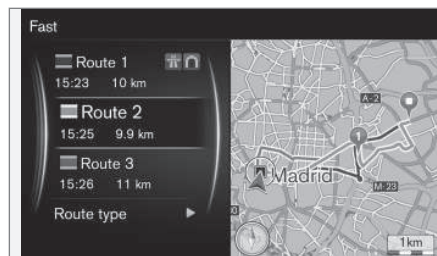 Fast
Route 1
15:23 10 km
Route 2
15:25 9.9 km
Route 3
15:26 11 km
Route type
A-2
1
Madrid
M-23
1km